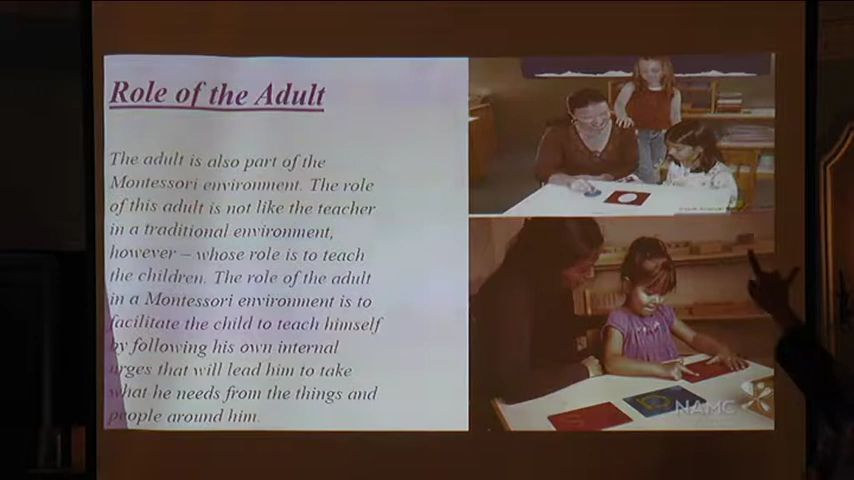 Role of the Adult
The adult is also part of the
Montessori environment. The role
of this adult is not like the teacher
in a traditional environment,
however – whose role is to teach
the children. The role of the adult
in a Montessori environment is to
facilitate the child to teach himself
by following his own internal
urges that will lead him to take
what he needs from the things and
people around him.
NAMC